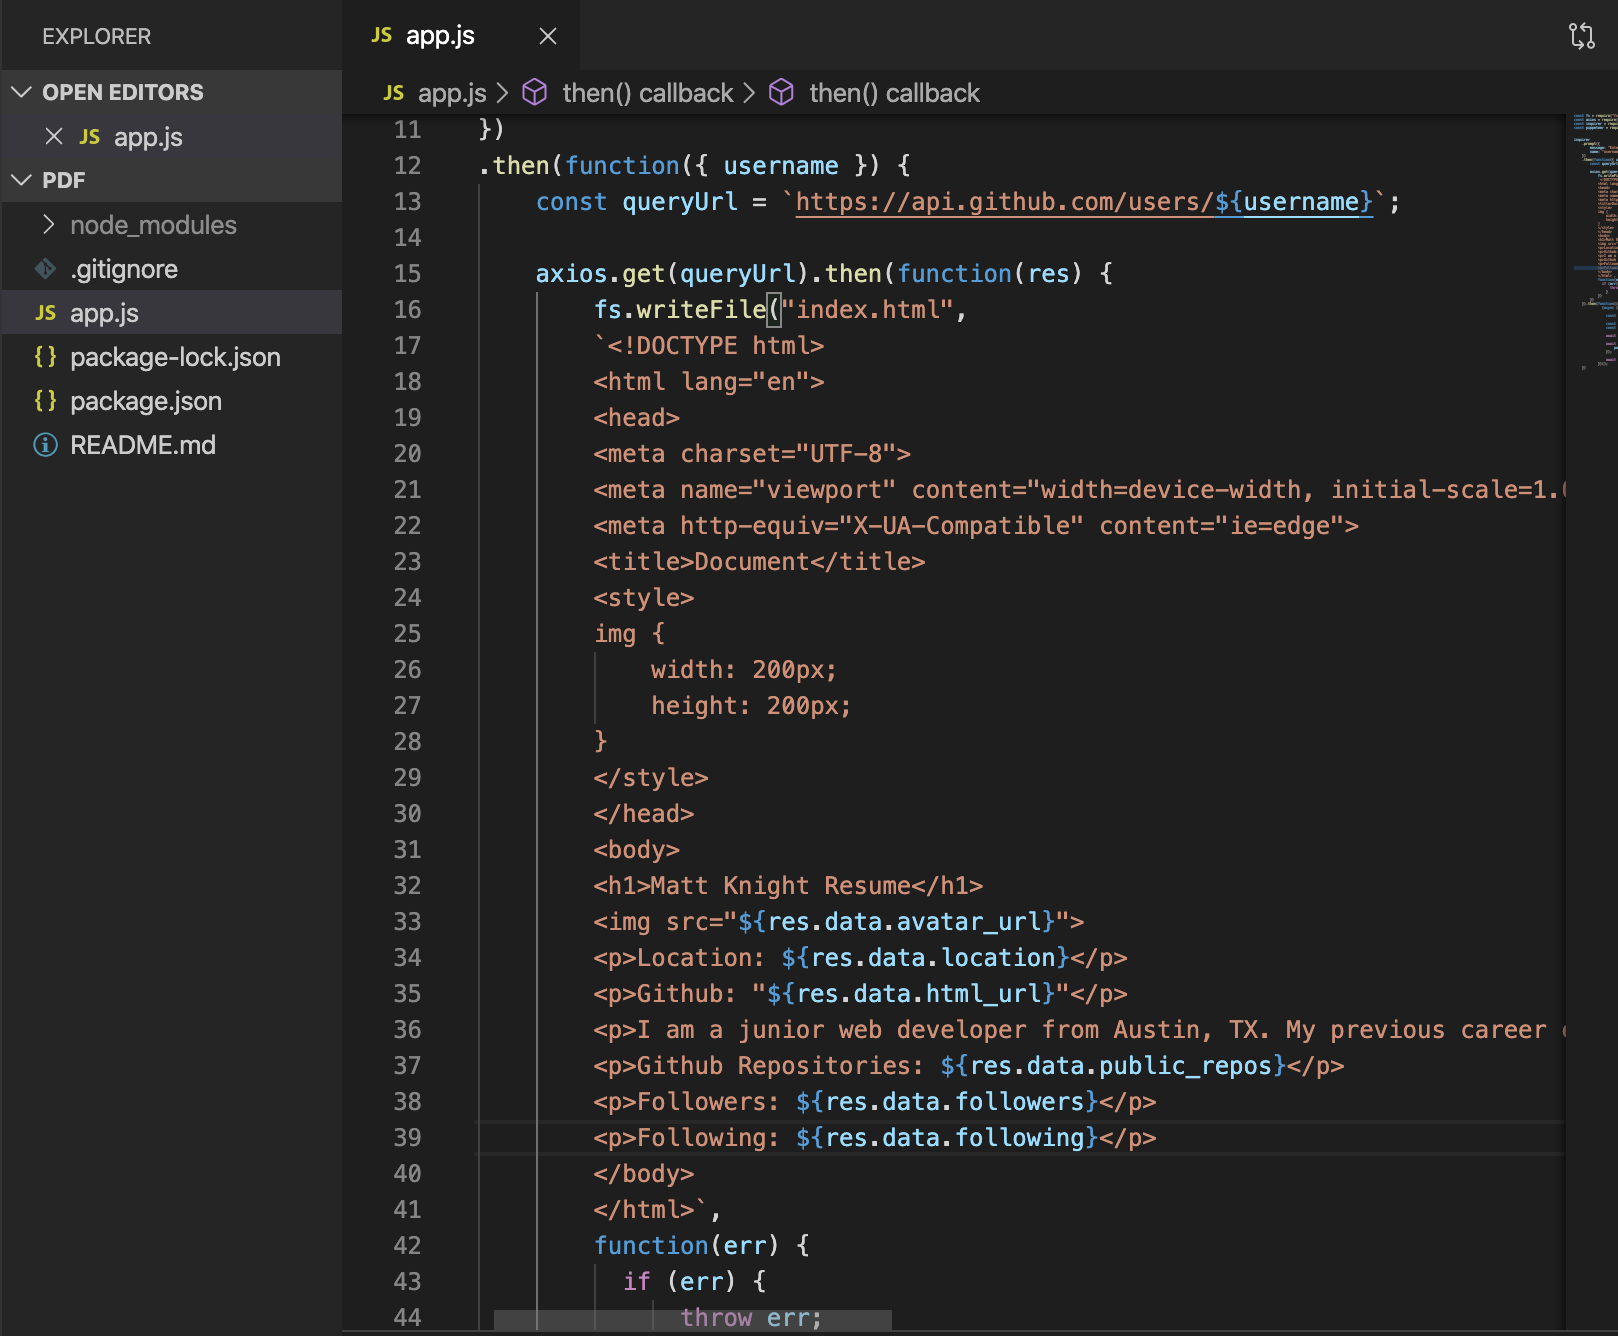 EXPLORER
OPEN EDITORS
JS app.js
PDF
node_modules
.gitignore
JS app.js
{} package-lock.json
{} package.json
README.md
JS app.js
JS app.js > then() callback > then() callback
11 })
12 .then(function({ username }) {
13 const queryUrl = `https://api.github.com/users/${username}`;
14
15 axios.get(queryUrl).then(function(res) {
16 fs.writeFile("index.html",
17 `<!DOCTYPE html>
18 <html lang="en">
19 <head>
20 <meta charset="UTF-8">
21 <meta name="viewport" content="width=device-width, initial-scale=1.0
22 <meta http-equiv="X-UA-Compatible" content="ie=edge">
23 <title>Document</title>
24 <style>
25 img {
26 width: 200px;
27 height: 200px;
28 }
29 </style>
30 </head>
31 <body>
32 <h1>Matt Knight Resume</h1>
33 <img src="${res.data.avatar_url}">
34 <p>Location: ${res.data.location}</p>
35 <p>Github: "${res.data.html_url}"</p>
36 <p>I am a junior web developer from Austin, TX. My previous career
37 <p>Github Repositories: ${res.data.public_repos}</p>
38 <p>Followers: ${res.data.followers}</p>
39 <p>Following: ${res.data.following}</p>
40 </body>
41 </html>`,
42 function(err) {
43 if (err) {
44 throw err;